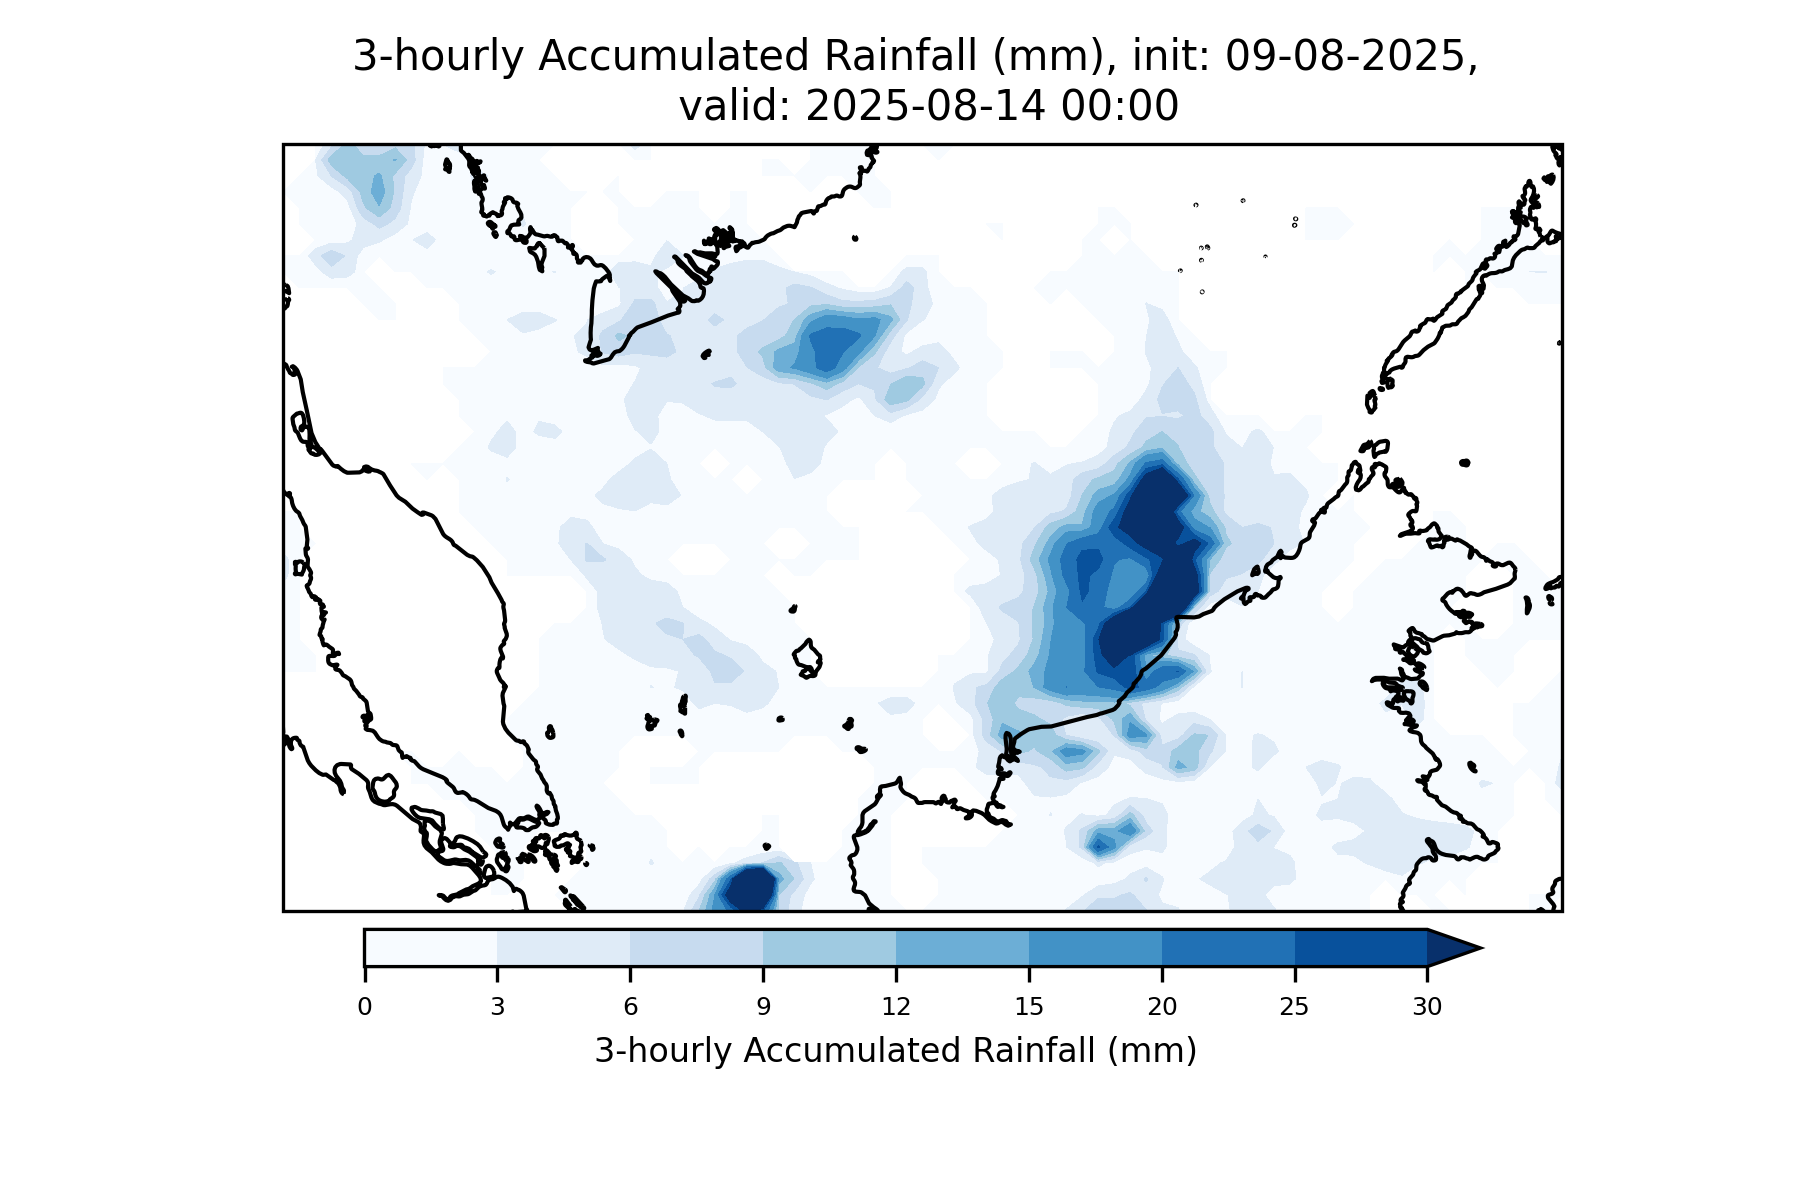 3-hourly Accumulated Rainfall (mm), init: 09-08-2025,
valid: 2025-08-14 00:00
0 3 6 9 12 15 20 25 30
3-hourly Accumulated Rainfall (mm)